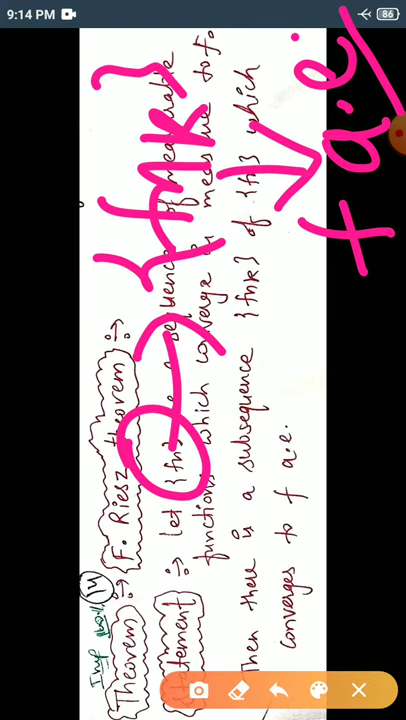 9:14 PM
86
Imp
14
Theorem :→ F. Riesz theorem :→
Statement :→ Let {fn} be a sequence of measurable
functions which converge in measure to f.
Then there is a subsequence {fnk} of {fn} which
converges to f a.e.
{fnk}
→ f a.e.